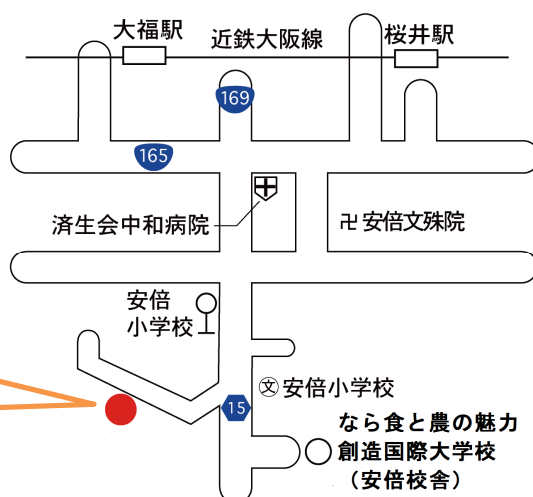 大福駅
近鉄大阪線
桜井駅
169
165
済生会中和病院
卍安倍文殊院
安倍
小学校
文 安倍小学校
15
なら食と農の魅力
創造国際大学校
(安倍校舎)